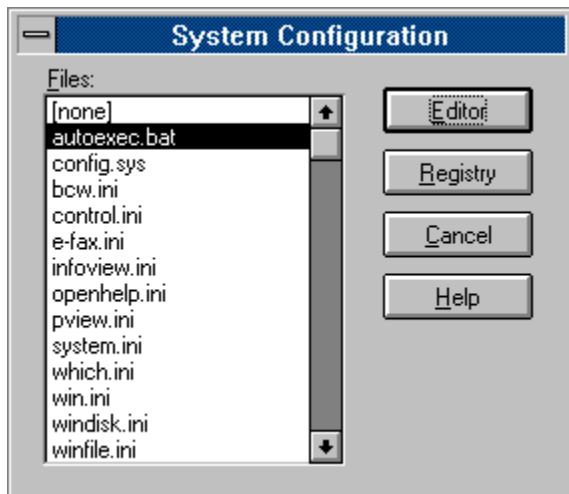 System Configuration
Files:
[none]
autoexec.bat
config.sys
bcw.ini
control.ini
e-fax.ini
infoview.ini
openhelp.ini
pview.ini
system.ini
which.ini
win.ini
windisk.ini
winfile.ini
Editor
Registry
Cancel
Help